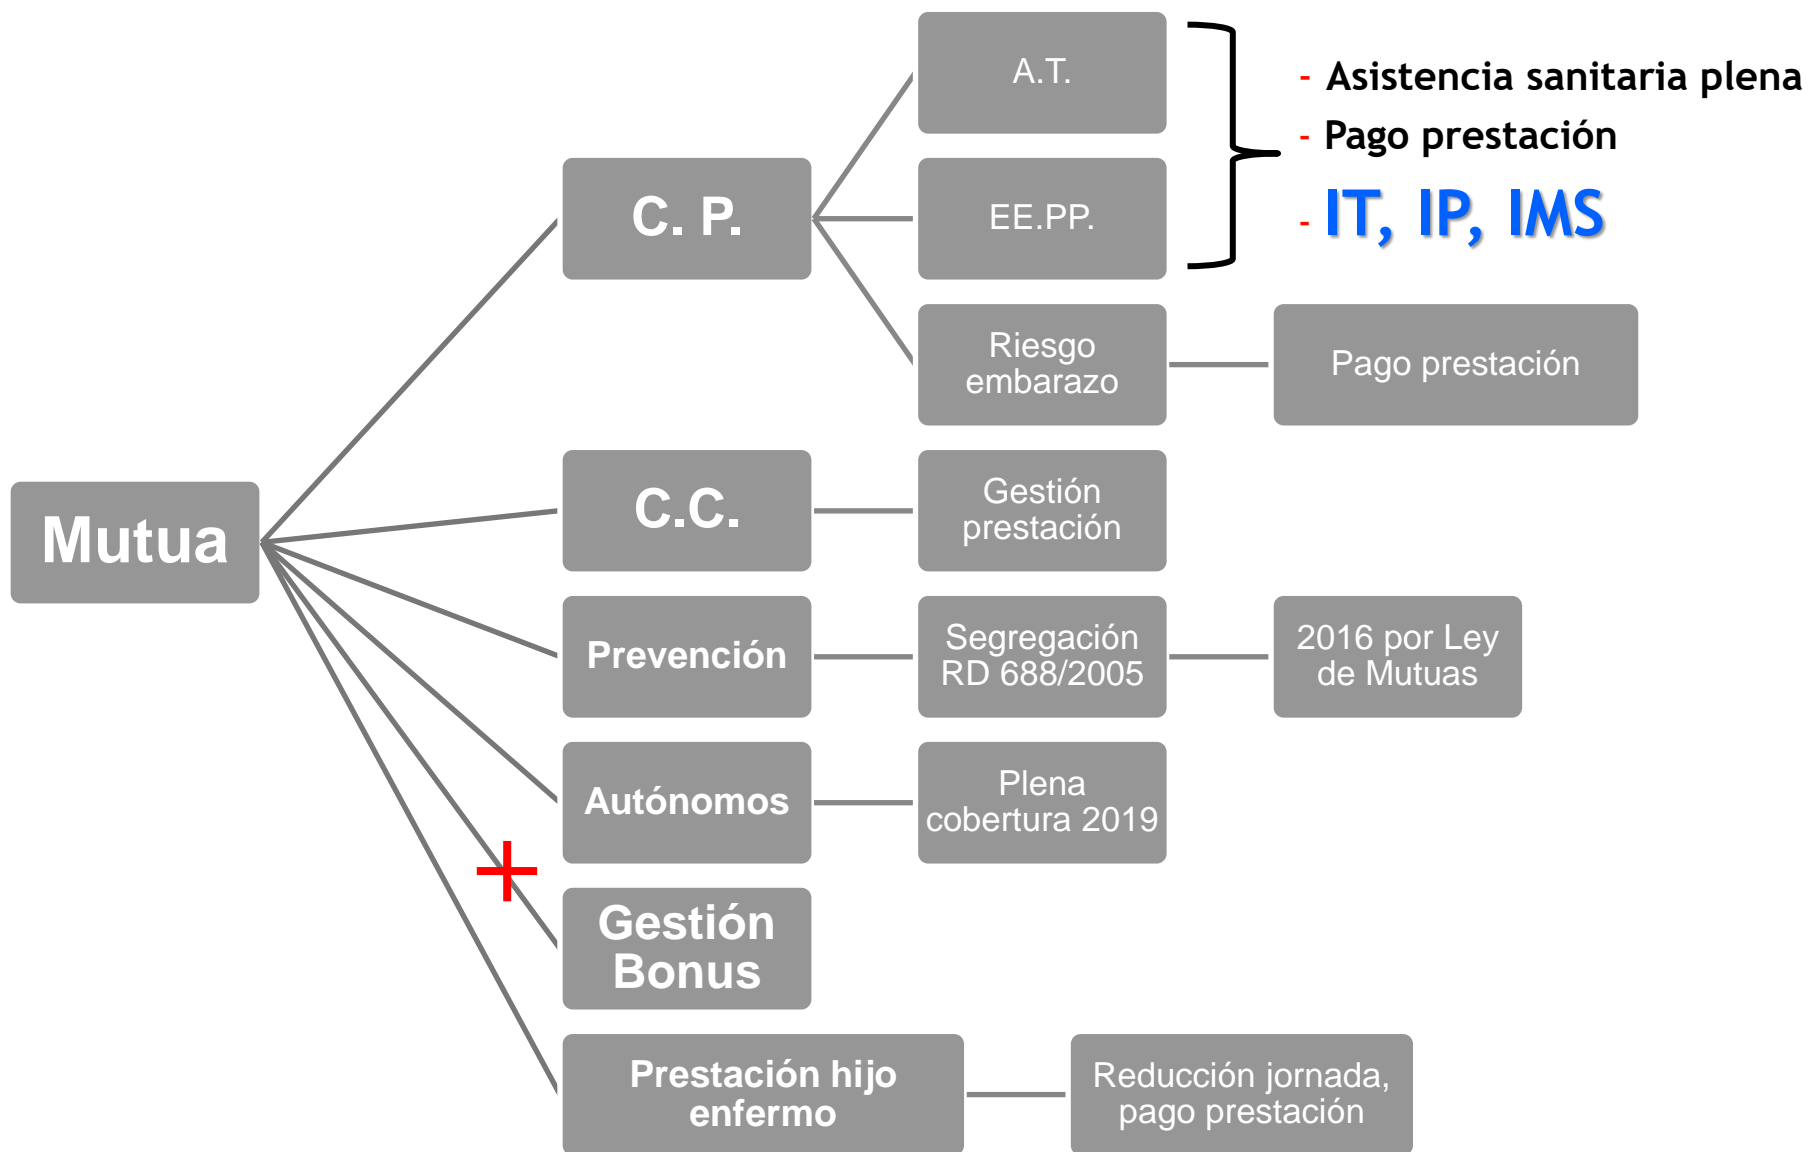 A.T.
- Asistencia sanitaria plena
- Pago prestación
- IT, IP, IMS
C. P.
EE.PP.
Riesgo
embarazo
Pago prestación
Mutua
C.C.
Gestión
prestación
Prevención
Segregación
RD 688/2005
2016 por Ley
de Mutuas
Autónomos
Plena
cobertura 2019
Gestión
Bonus
Prestación hijo
enfermo
Reducción jornada,
pago prestación